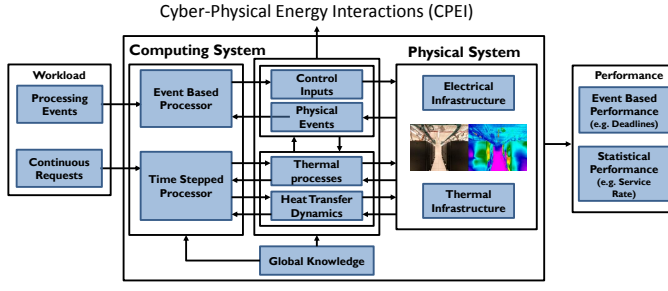 Cyber-Physical Energy Interactions (CPEI)
Computing System
Physical System
Workload
Processing
Events
Continuous
Requests
Event Based
Processor
Time Stepped
Processor
Control
Inputs
Physical
Events
Thermal
processes
Heat Transfer
Dynamics
Global Knowledge
Electrical
Infrastructure
Thermal
Infrastructure
Performance
Event Based
Performance
(e.g. Deadlines)
Statistical
Performance
(e.g. Service
Rate)